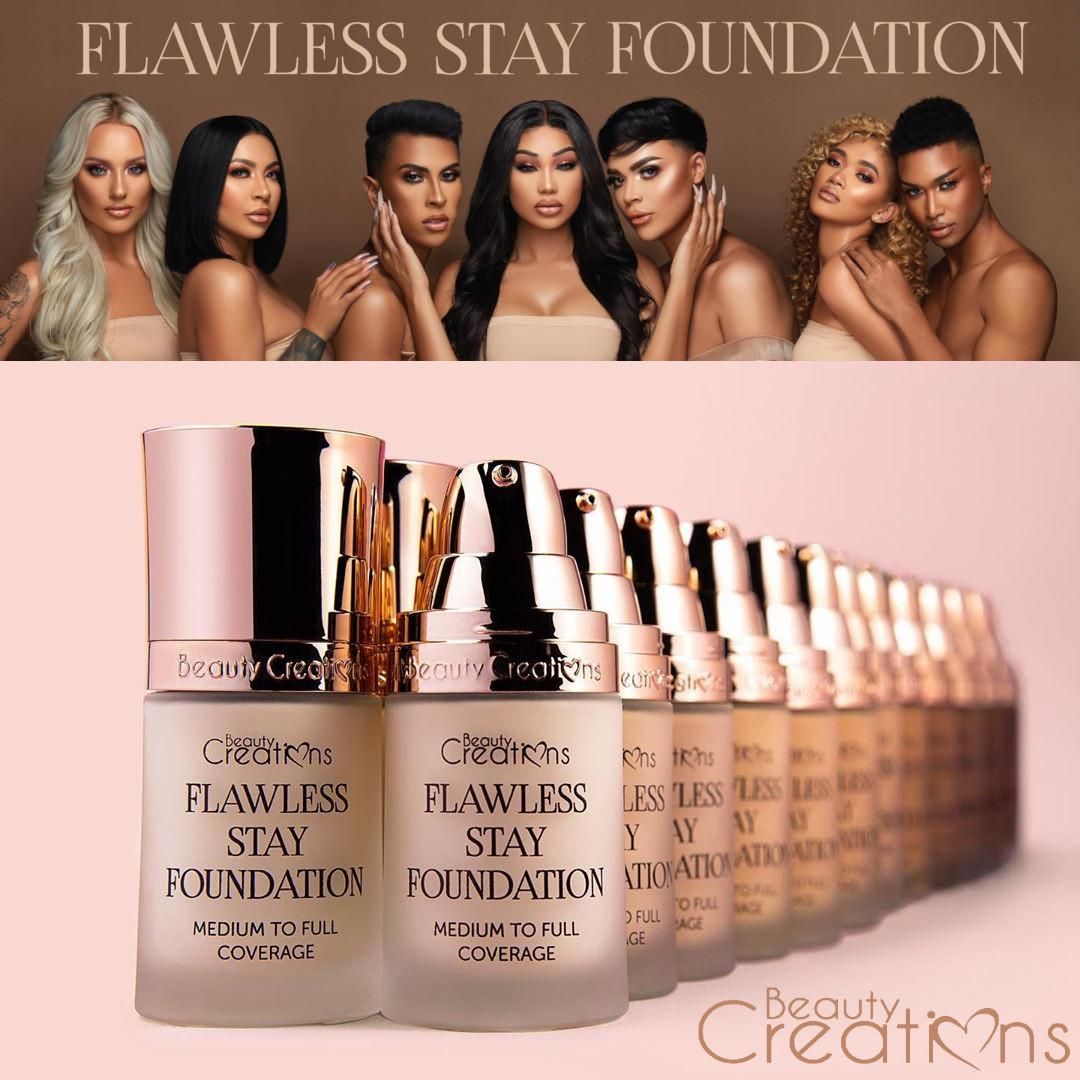 FLAWLESS STAY FOUNDATION
Beauty Creations
Beauty Creations
Beauty
Creations
FLAWLESS
STAY
FOUNDATION
MEDIUM TO FULL
COVERAGE
Beauty
Creations
FLAWLESS
STAY
FOUNDATION
MEDIUM TO FULL
COVERAGE
Beauty
Creations